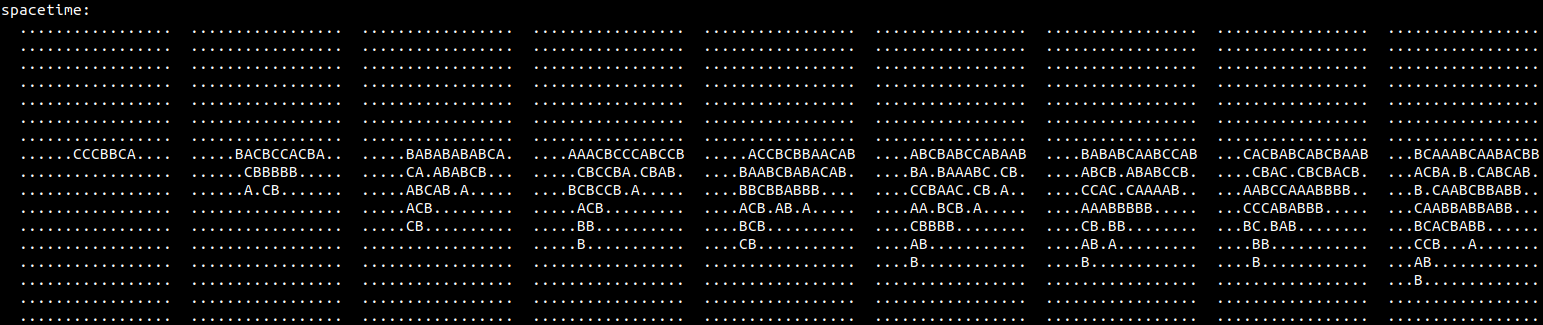 spacetime:
.................  .................  .................  .................  .................  .................  .................  .................  .................
.................  .................  .................  .................  .................  .................  .................  .................  .................
.................  .................  .................  .................  .................  .................  .................  .................  .................
.................  .................  .................  .................  .................  .................  .................  .................  .................
.................  .................  .................  .................  .................  .................  .................  .................  .................
.................  .................  .................  .................  .................  .................  .................  .................  .................
.................  .................  .................  .................  .................  .................  .................  .................  .................
......CCCBBCA....  .....BACBCCACBA..  .....BABABABABCA.  ....AAACBCCCABCCB  .....ACCBCBBAACAB  ....ABCBABCCABAAB  ....BABABCAABCCAB  ...CACBABCABCBAAB  ...BCAAABCAABACBB
.................  ......CBBBBB.....  .....CA.ABABCB...  .....CBCCBA.CBAB.  ....BAABCBABACAB.  ....BA.BAAABC.CB.  ....ABCB.ABABCCB.  ....CBAC.CBCBACB.  ...ACBA.B.CABCAB.
.................  ......A.CB.......  .....ABCAB.A.....  ....BCBCCB.A.....  ....BBCBBABBB....  ....CCBAAC.CB.A..  ....CCAC.CAAAAB..  ...AABCCAAABBBB..  ...B.CAABCBBABB..
.................  .................  .....ACB.........  .....ACB.........  ....ACB.AB.A.....  ....AA.BCB.A.....  ....AAABBBBB.....  ...CCCABABBB.....  ...CAABBABBABB...
.................  .................  .....CB..........  .....BB..........  ....BCB..........  ....CBBBB........  ....CB.BB........  ...BC.BAB........  ...BCACBABB......
.................  .................  .................  .....B...........  ....CB...........  ....AB...........  ....AB.A.........  ....BB...........  ...CCB...A.......
.................  .................  .................  .................  .................  ....B............  ....B............  ....B............  ...AB............
.................  .................  .................  .................  .................  .................  .................  .................  ...B.............
.................  .................  .................  .................  .................  .................  .................  .................  .................
.................  .................  .................  .................  .................  .................  .................  .................  .................